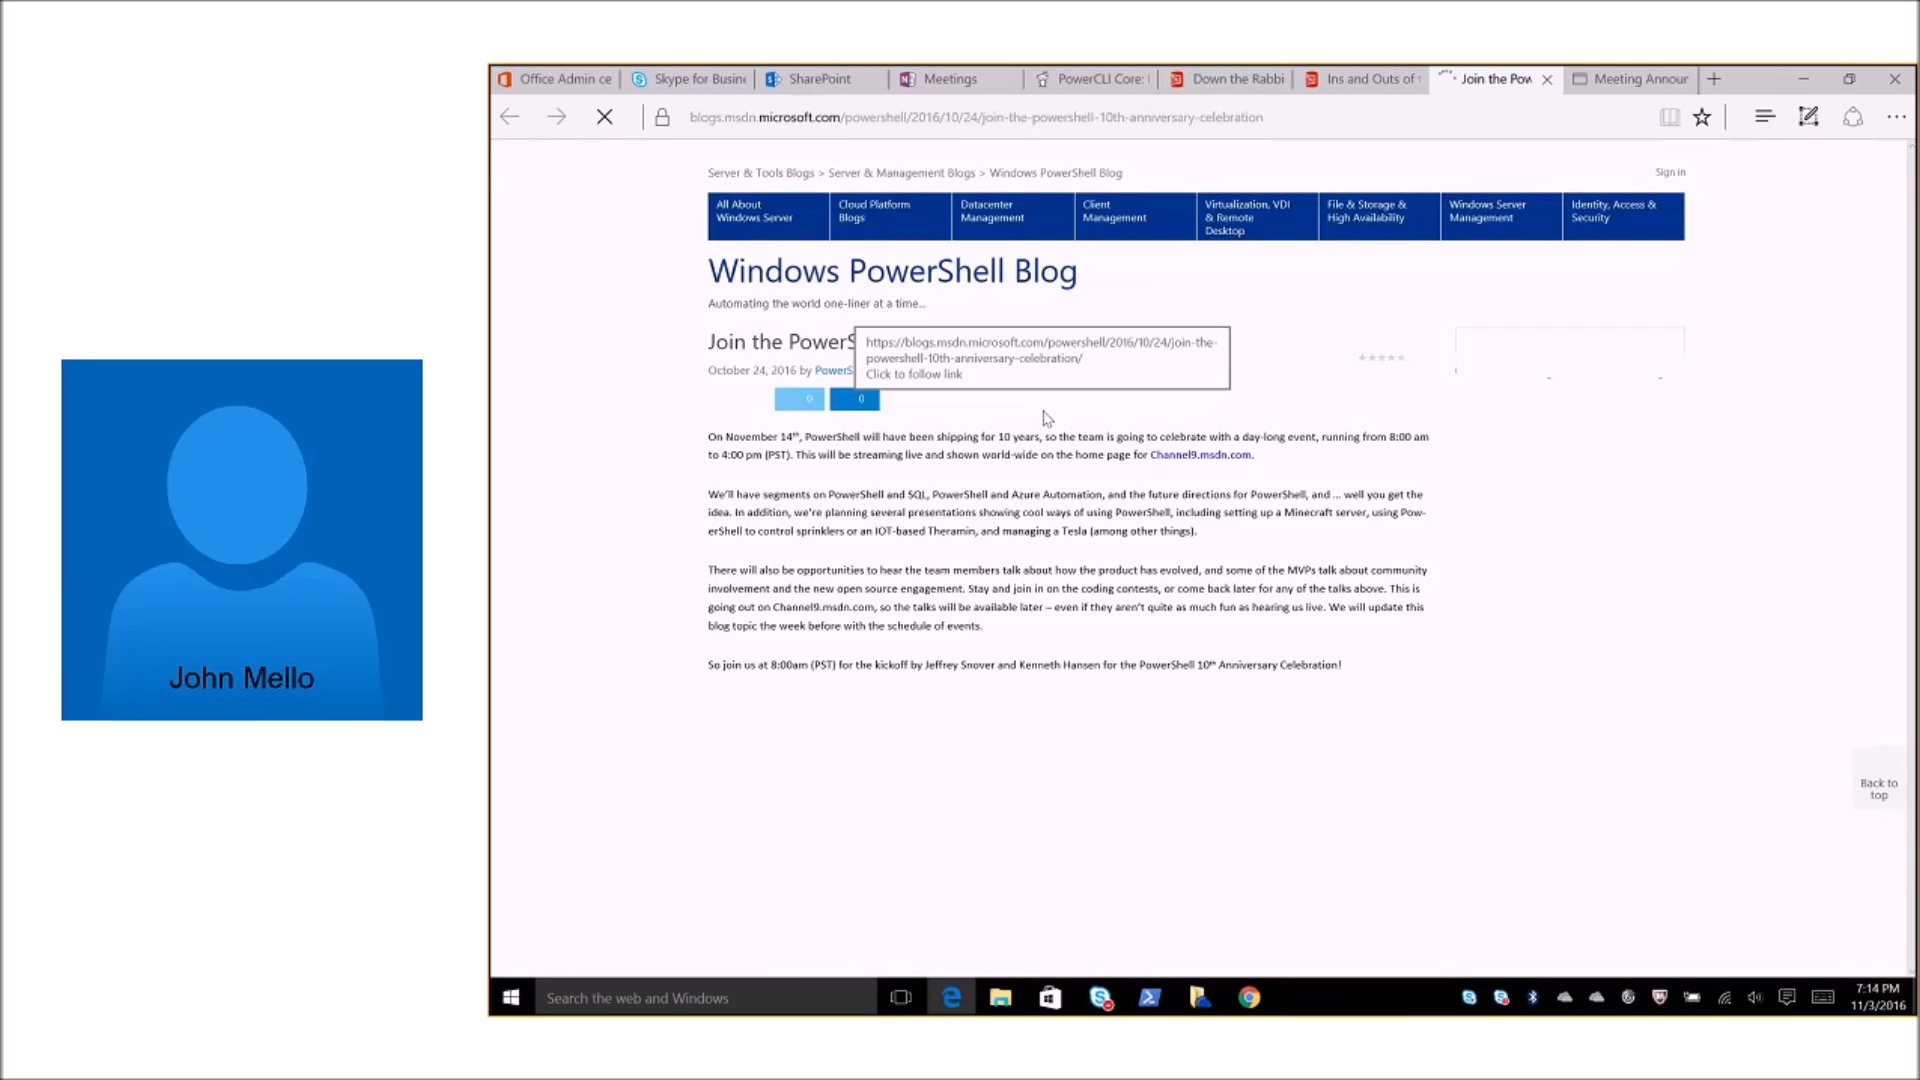 Office Admin ce
Skype for Busin
SharePoint
Meetings
PowerCLI Core:
Down the Rabbi
Ins and Outs of
Join the Pow
Meeting Annour
blogs.msdn.microsoft.com/powershell/2016/10/24/join-the-powershell-10th-anniversary-celebration
Server & Tools Blogs > Server & Management Blogs > Windows PowerShell Blog
Sign in
All About
Windows Server
Cloud Platform
Blogs
Datacenter
Management
Client
Management
Virtualization, VDI
& Remote
Desktop
File & Storage &
High Availability
Windows Server
Management
Identity, Access &
Security
Windows PowerShell Blog
Automating the world one-liner at a time...
Join the PowerS
https://blogs.msdn.microsoft.com/powershell/2016/10/24/join-the-
powershell-10th-anniversary-celebration/
Click to follow link
October 24, 2016 by PowerS
0
0
On November 14th, PowerShell will have been shipping for 10 years, so the team is going to celebrate with a day-long event, running from 8:00 am
to 4:00 pm (PST). This will be streaming live and shown world-wide on the home page for Channel9.msdn.com.
We'll have segments on PowerShell and SQL, PowerShell and Azure Automation, and the future directions for PowerShell, and ... well you get the
idea. In addition, we're planning several presentations showing cool ways of using PowerShell, including setting up a Minecraft server, using Pow-
erShell to control sprinklers or an IOT-based Theramin, and managing a Tesla (among other things).
There will also be opportunities to hear the team members talk about how the product has evolved, and some of the MVPs talk about community
involvement and the new open source engagement. Stay and join in on the coding contests, or come back later for any of the talks above. This is
going out on Channel9.msdn.com, so the talks will be available later – even if they aren't quite as much fun as hearing us live. We will update this
blog topic the week before with the schedule of events.
So join us at 8:00am (PST) for the kickoff by Jeffrey Snover and Kenneth Hansen for the PowerShell 10th Anniversary Celebration!
John Mello
Back to
top
Search the web and Windows
7:14 PM
11/3/2016